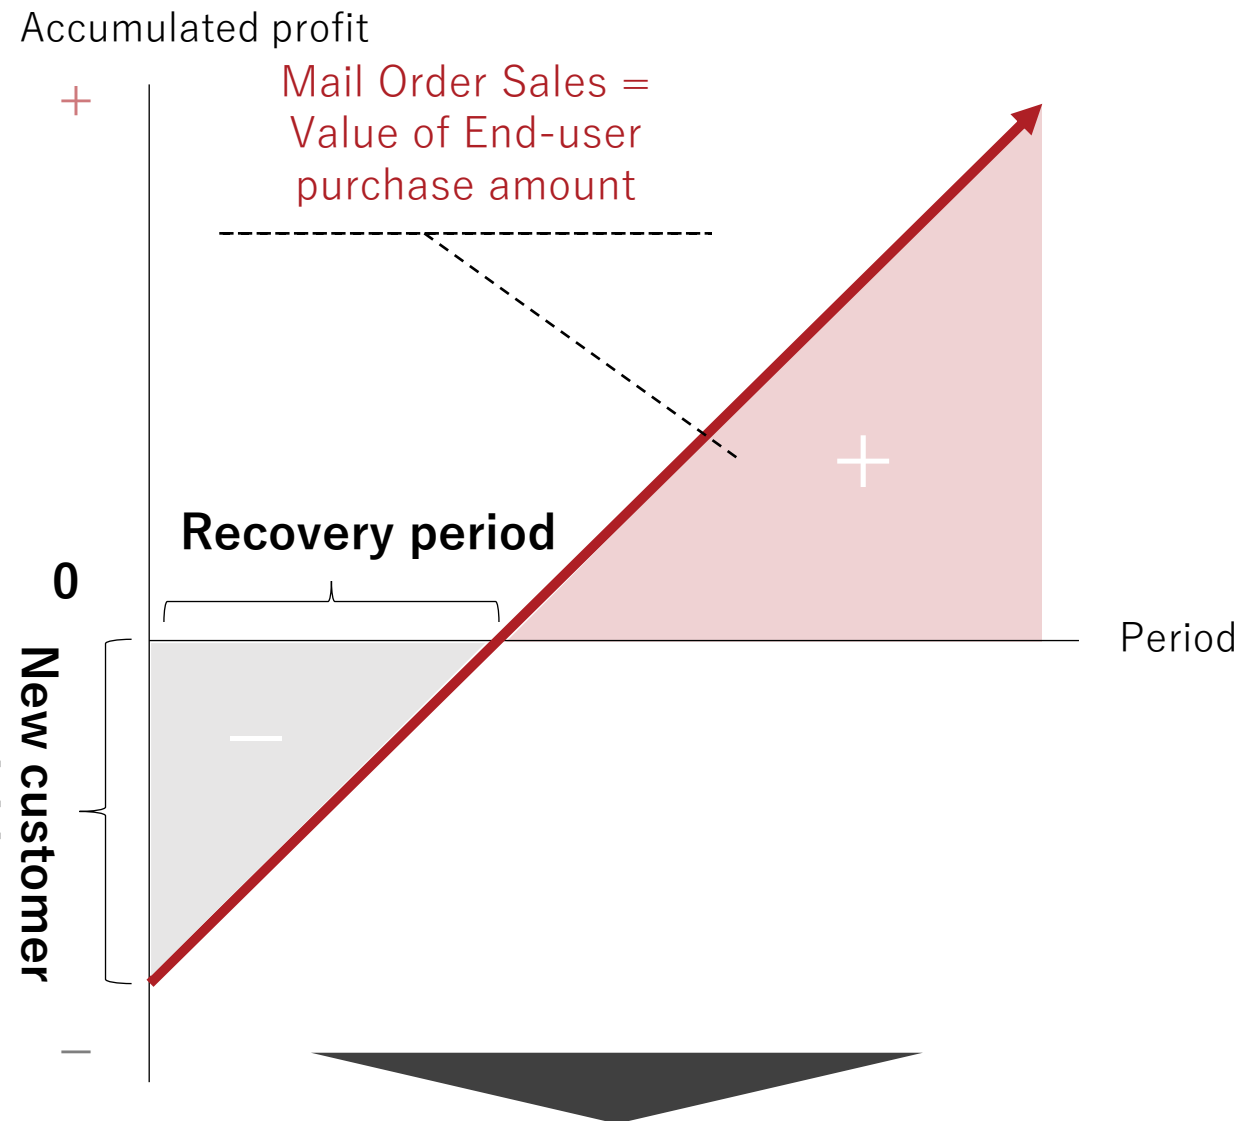 Accumulated profit
+
Mail Order Sales =
Value of End-user
purchase amount
+
Recovery period
0
Period
New customer
−
−